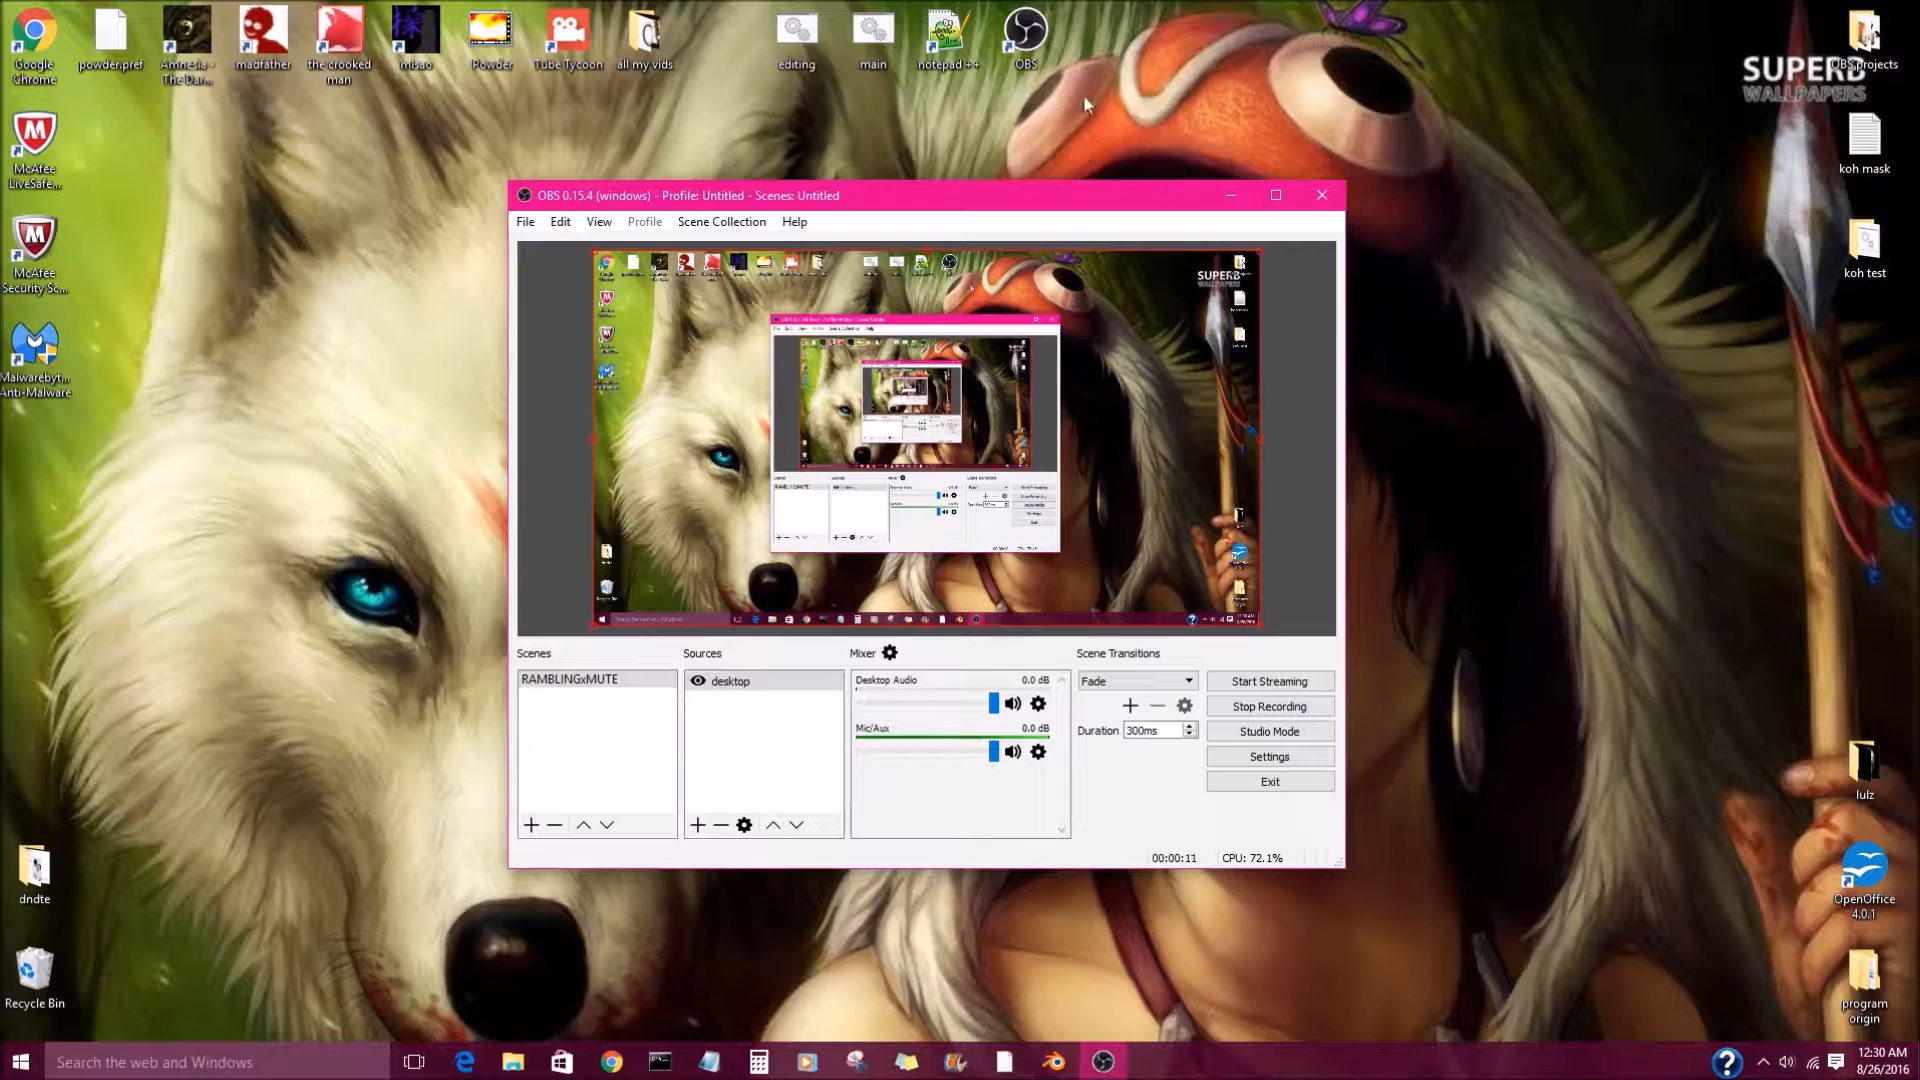 Google
Chrome
powder.pref
Amnesia -
The Dar...
madfather
the crooked
man
misao
Powder
Tube Tycoon
all my vids
editing
main
notepad ++
OBS
OBS projects
SUPERB
WALLPAPERS
McAfee
LiveSafe...
koh mask
McAfee
Security Sc...
koh test
Malwarebyt...
Anti-Malware
OBS 0.15.4 (windows) - Profile: Untitled - Scenes: Untitled
File Edit View Profile Scene Collection Help
SUPERB
Scenes
RAMBLINGxMUTE
Sources
desktop
Mixer
Desktop Audio 0.0 dB
Mic/Aux 0.0 dB
Scene Transitions
Fade
Duration 300ms
Start Streaming
Stop Recording
Studio Mode
Settings
Exit
00:00:11 CPU: 72.1%
lulz
dndte
OpenOffice
4.0.1
Recycle Bin
program
origin
Search the web and Windows
12:30 AM
8/26/2016